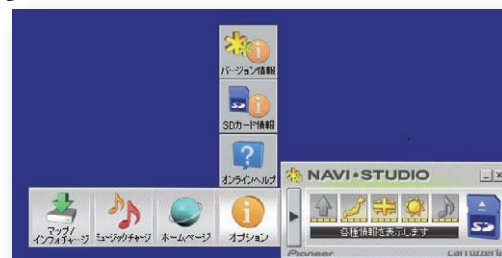 バージョン情報
SDカード情報
オンラインヘルプ
マップ/
インフォチャージ
ミュージックチャージ
ホームページ
オプション
NAVI•STUDIO
各種情報を表示します
Pioneer
carrozzeria